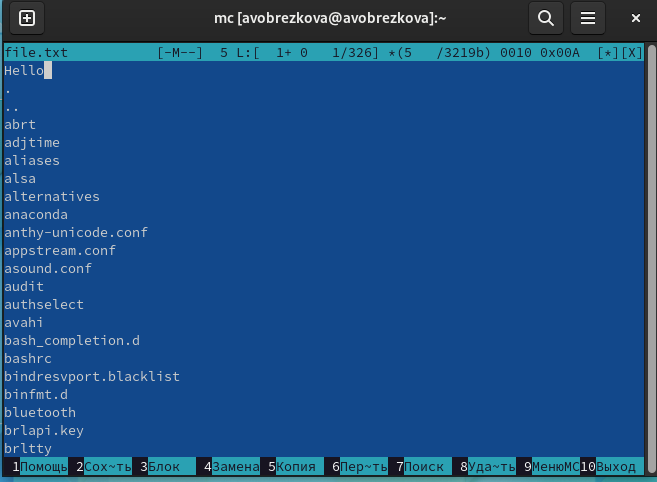 mc [avobrezkova@avobrezkova]:~
file.txt [-M--] 5 L:[ 1+ 0 1/326] *(5 /3219b) 0010 0x00A [*][X]
Hello
.
..
abrt
adjtime
aliases
alsa
alternatives
anaconda
anthy-unicode.conf
appstream.conf
asound.conf
audit
authselect
avahi
bash_completion.d
bashrc
bindresvport.blacklist
binfmt.d
bluetooth
brlapi.key
brltty
1Помощь 2Сох~ть 3Блок 4Замена 5Копия 6Пер~ть 7Поиск 8Уда~ть 9МенюMC 10Выход